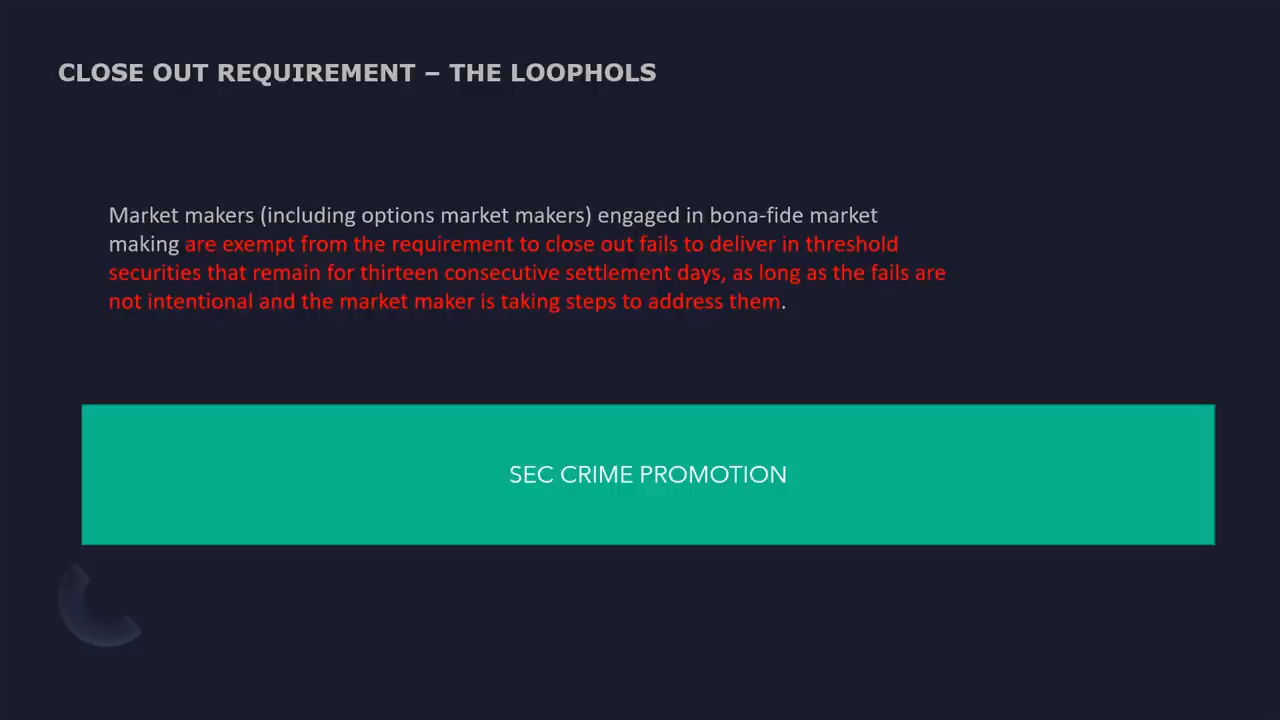 CLOSE OUT REQUIREMENT – THE LOOPHOLS
Market makers (including options market makers) engaged in bona-fide market
making are exempt from the requirement to close out fails to deliver in threshold
securities that remain for thirteen consecutive settlement days, as long as the fails are
not intentional and the market maker is taking steps to address them.
SEC CRIME PROMOTION